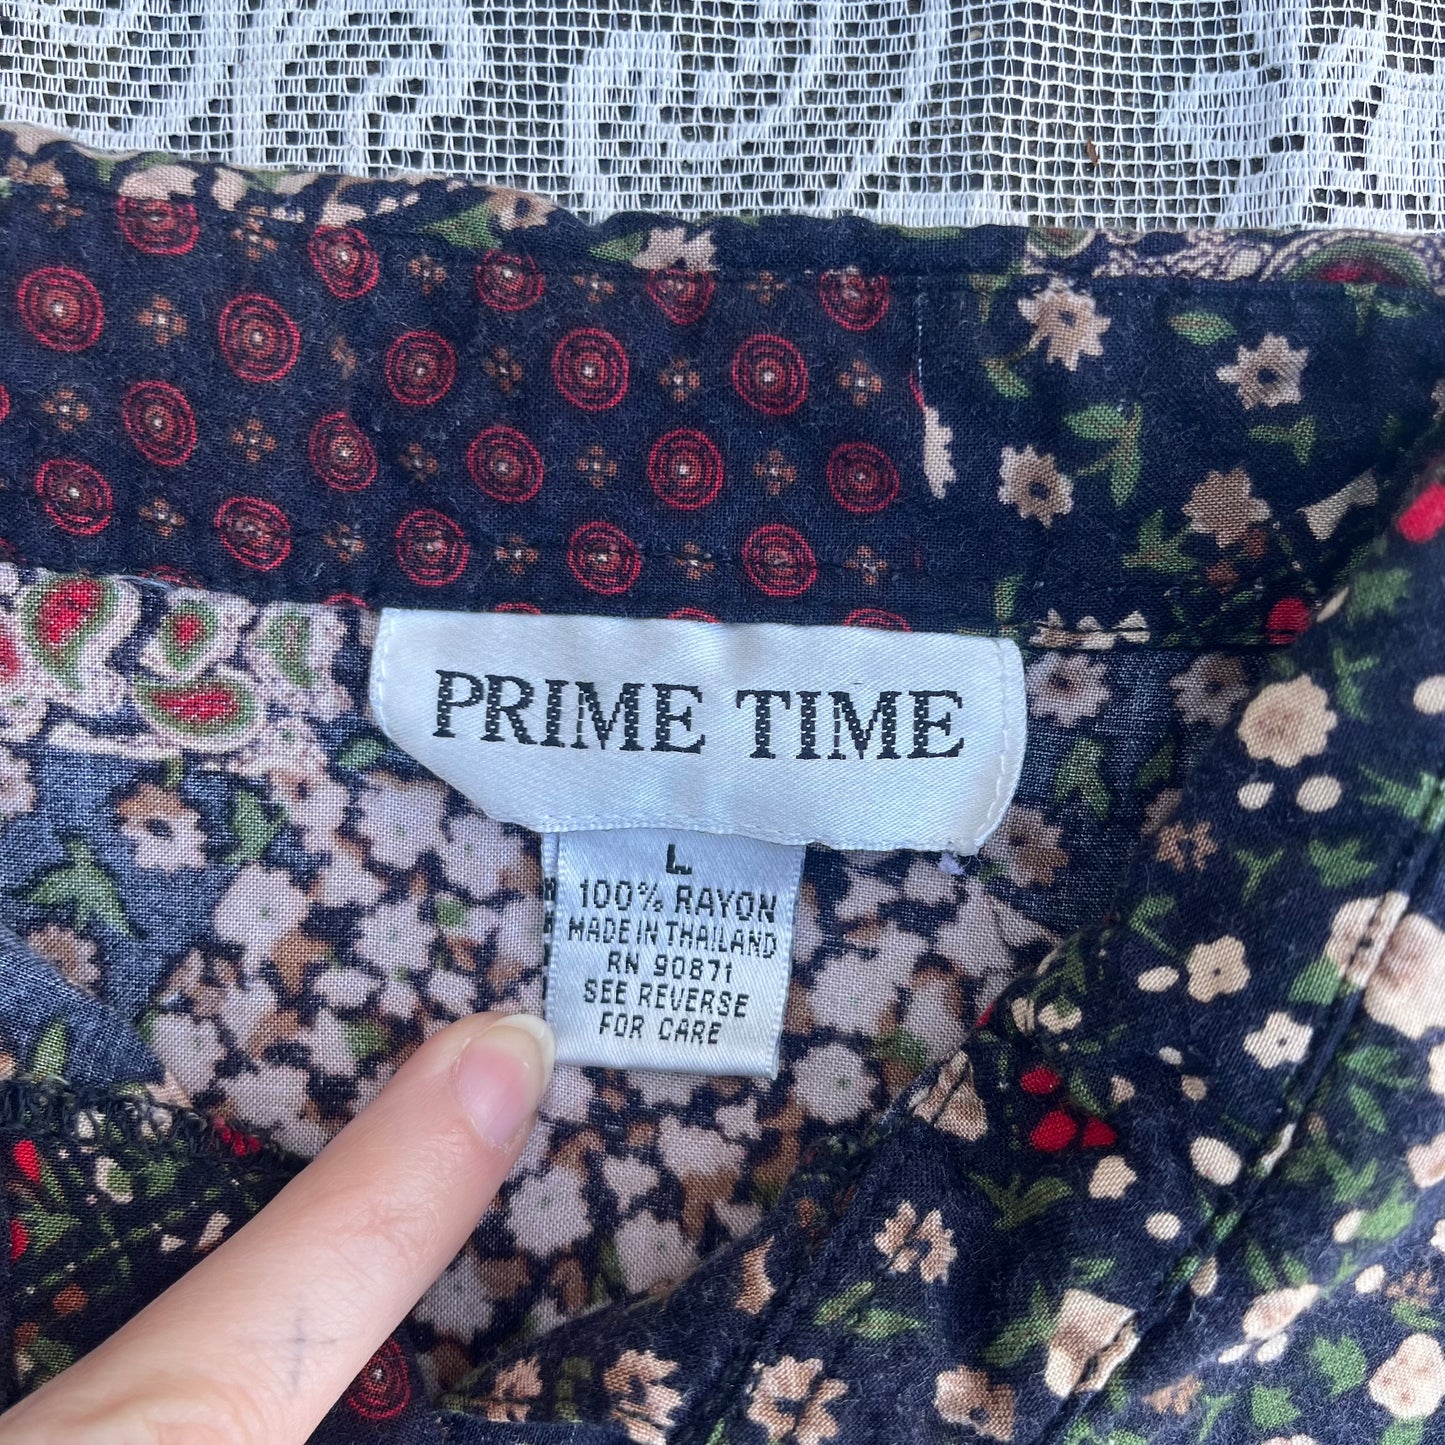 PRIME TIME
L
100% RAYON
MADE IN THAILAND
RN 90871
SEE REVERSE
FOR CARE